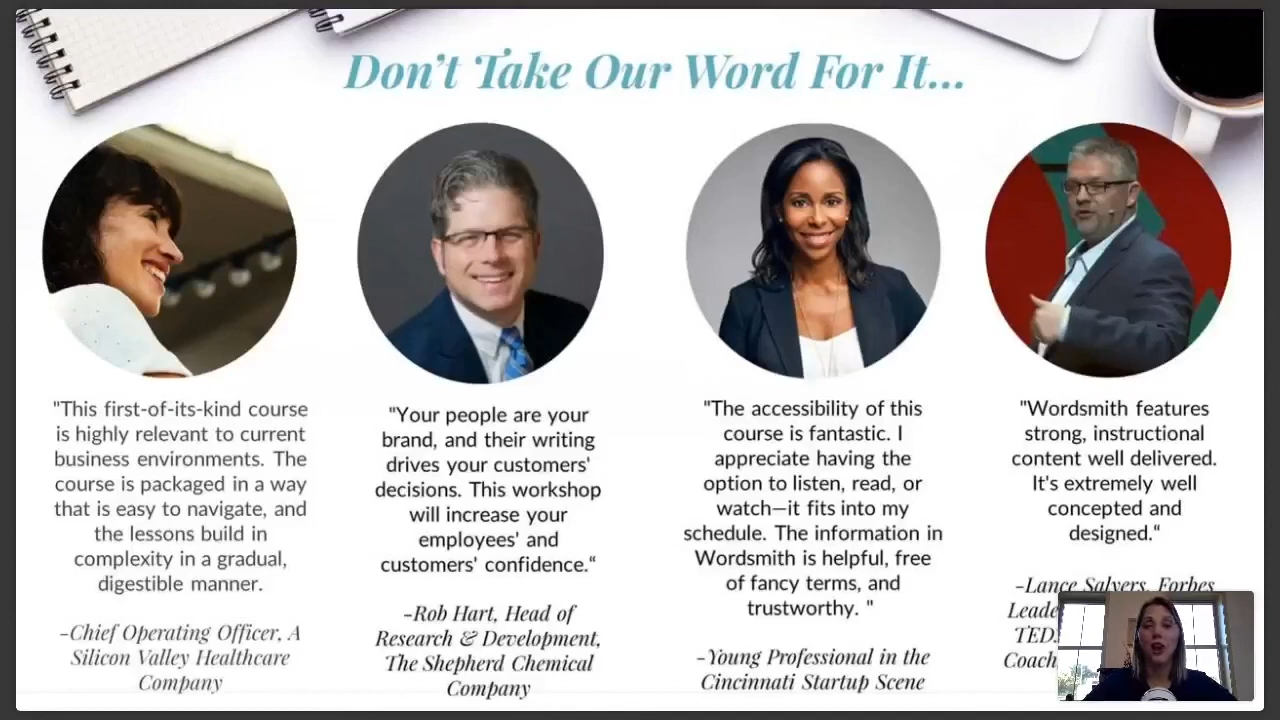 Don't Take Our Word For It...
"This first-of-its-kind course
is highly relevant to current
business environments. The
course is packaged in a way
that is easy to navigate, and
the lessons build in
complexity in a gradual,
digestible manner.
–Chief Operating Officer, A
Silicon Valley Healthcare
Company
"Your people are your
brand, and their writing
drives your customers'
decisions. This workshop
will increase your
employees' and
customers' confidence.“
–Rob Hart, Head of
Research & Development,
The Shepherd Chemical
Company
"The accessibility of this
course is fantastic. I
appreciate having the
option to listen, read, or
watch—it fits into my
schedule. The information in
Wordsmith is helpful, free
of fancy terms, and
trustworthy. "
–Young Professional in the
Cincinnati Startup Scene
"Wordsmith features
strong, instructional
content well delivered.
It's extremely well
concepted and
designed.“
–Lance Salyers, Forbes